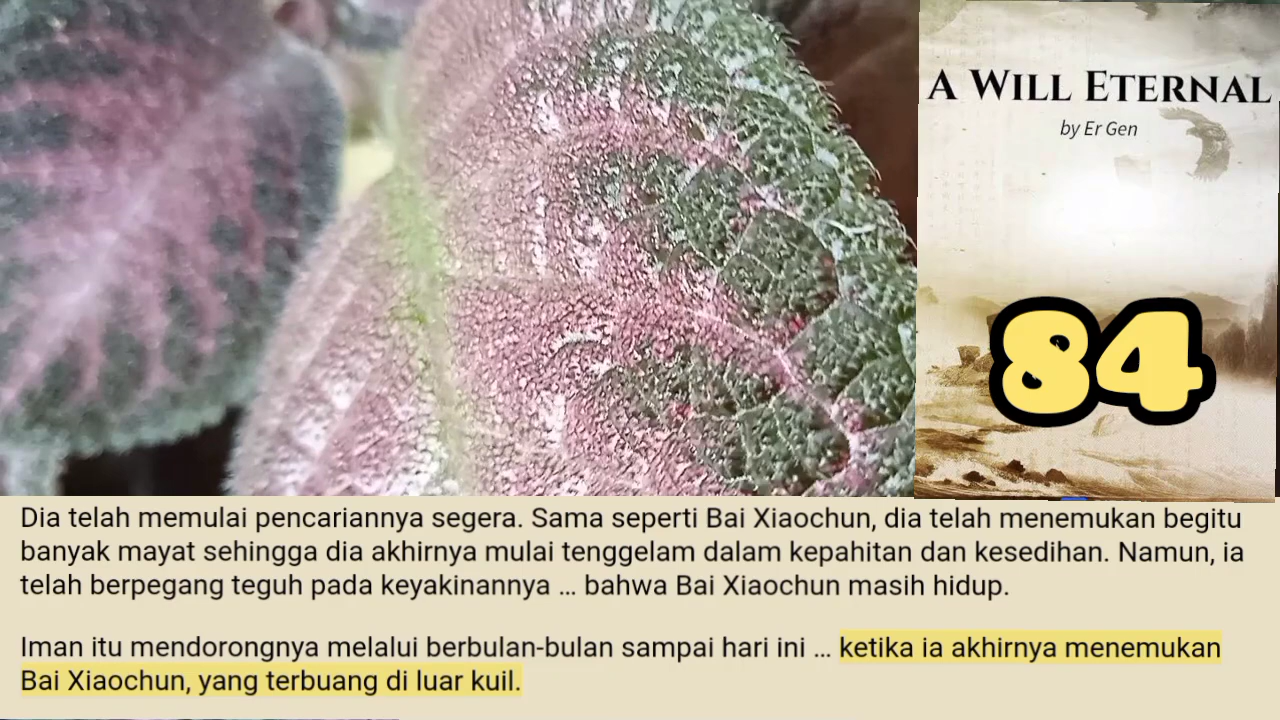 A WILL ETERNAL
by Er Gen
84
Dia telah memulai pencariannya segera. Sama seperti Bai Xiaochun, dia telah menemukan begitu
banyak mayat sehingga dia akhirnya mulai tenggelam dalam kepahitan dan kesedihan. Namun, ia
telah berpegang teguh pada keyakinannya ... bahwa Bai Xiaochun masih hidup.
Iman itu mendorongnya melalui berbulan-bulan sampai hari ini ... ketika ia akhirnya menemukan
Bai Xiaochun, yang terbuang di luar kuil.